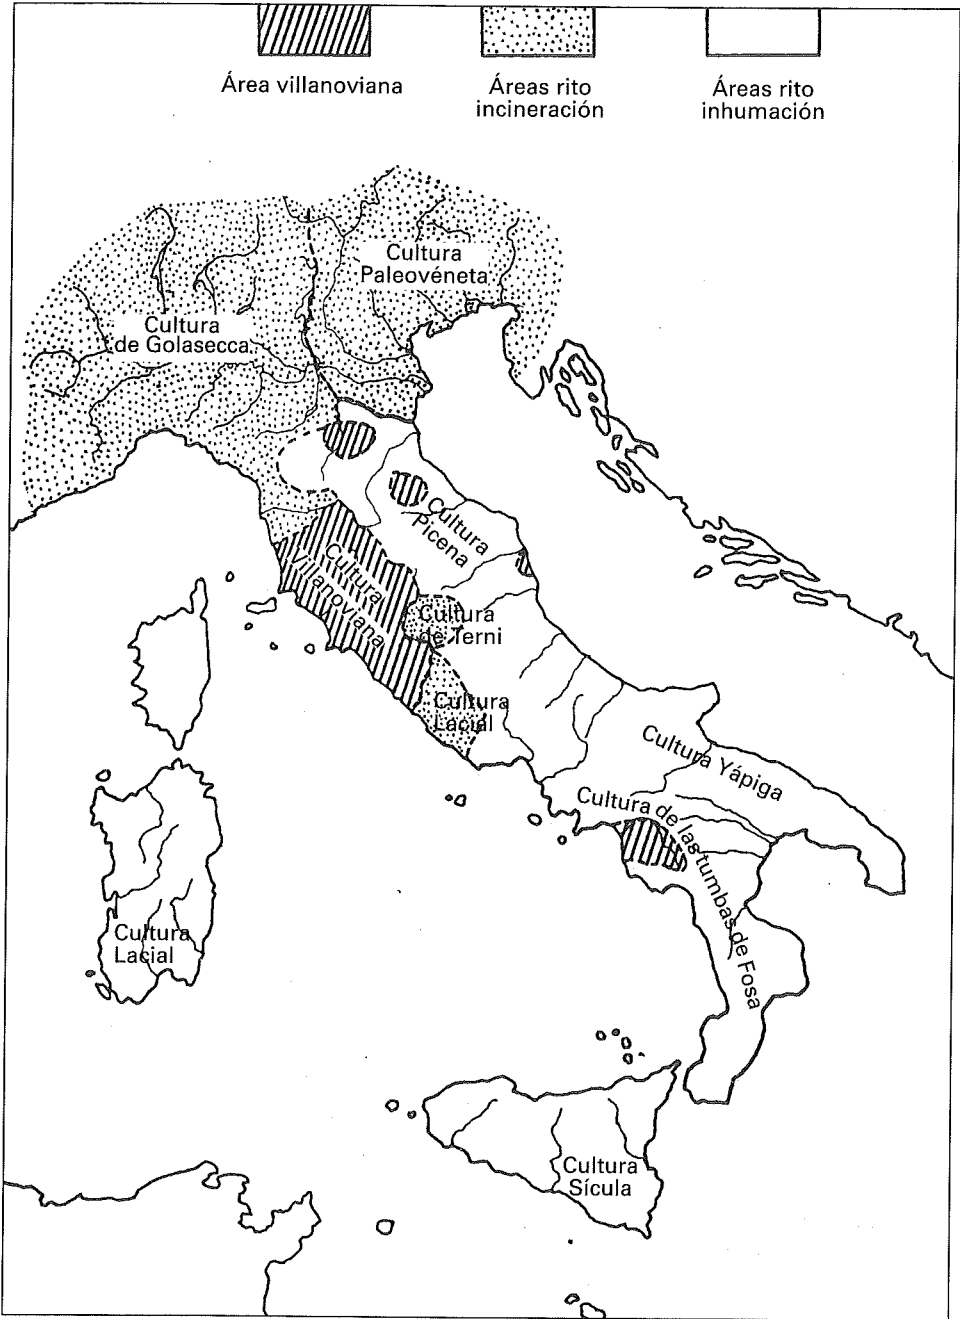 Área villanoviana
Áreas rito
incineración
Áreas rito
inhumación
Cultura
Paleovéneta
Cultura
de Golasecca
Cultura
Picena
Cultura
Vilanoviana
Cultura
de Terni
Cultura
Lacial
Cultura Yápiga
Cultura de las tumbas de Fosa
Cultura
Lacial
Cultura
Sícula